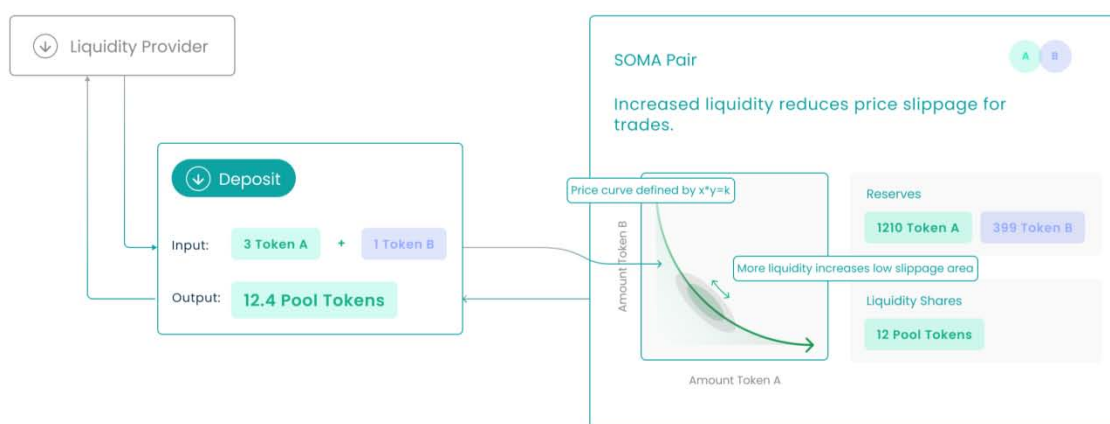 Liquidity Provider
Deposit
Input:
3 Token A
+
1 Token B
Output:
12.4 Pool Tokens
SOMA Pair
A
B
Increased liquidity reduces price slippage for
trades.
Price curve defined by x*y=k
Amount Token B
More liquidity increases low slippage area
Amount Token A
Reserves
1210 Token A
399 Token B
Liquidity Shares
12 Pool Tokens